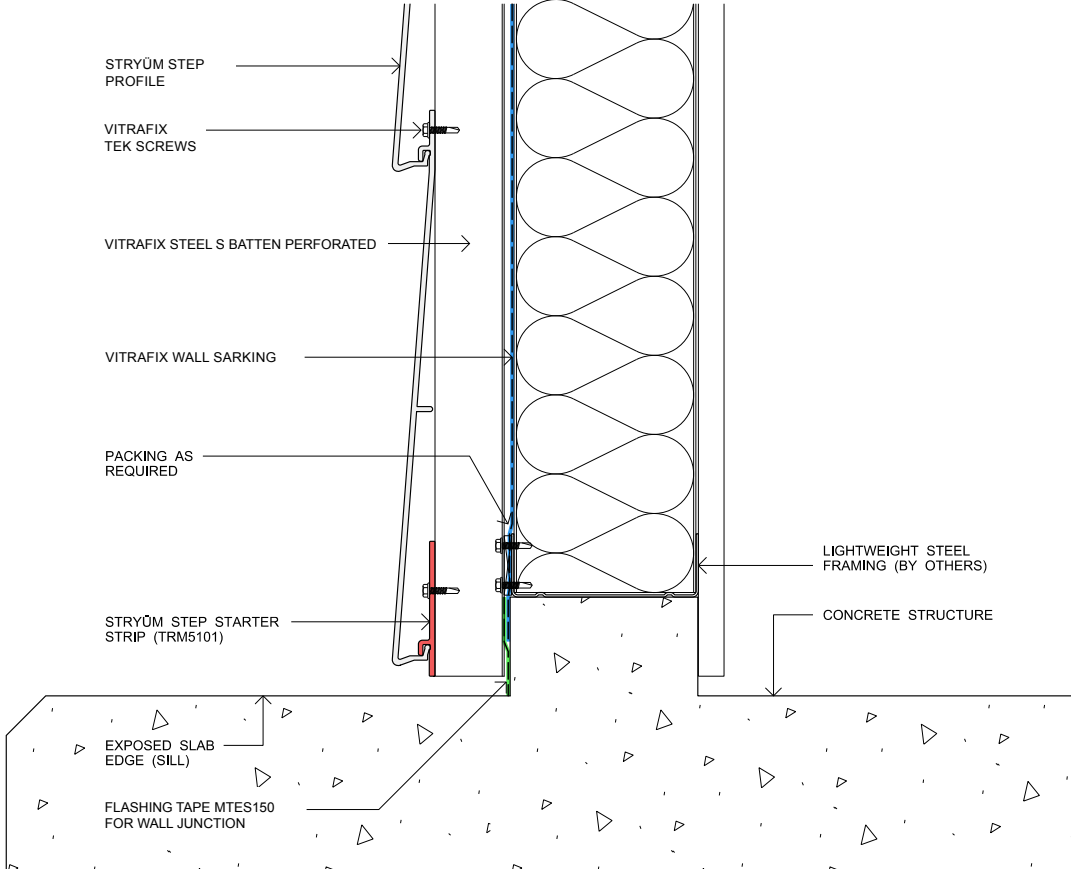 STRYÜM STEP
PROFILE
VITRAFIX
TEK SCREWS
VITRAFIX STEEL S BATTEN PERFORATED
VITRAFIX WALL SARKING
PACKING AS
REQUIRED
LIGHTWEIGHT STEEL
FRAMING (BY OTHERS)
STRYÜM STEP STARTER
STRIP (TRM5101)
CONCRETE STRUCTURE
EXPOSED SLAB
EDGE (SILL)
FLASHING TAPE MTES150
FOR WALL JUNCTION